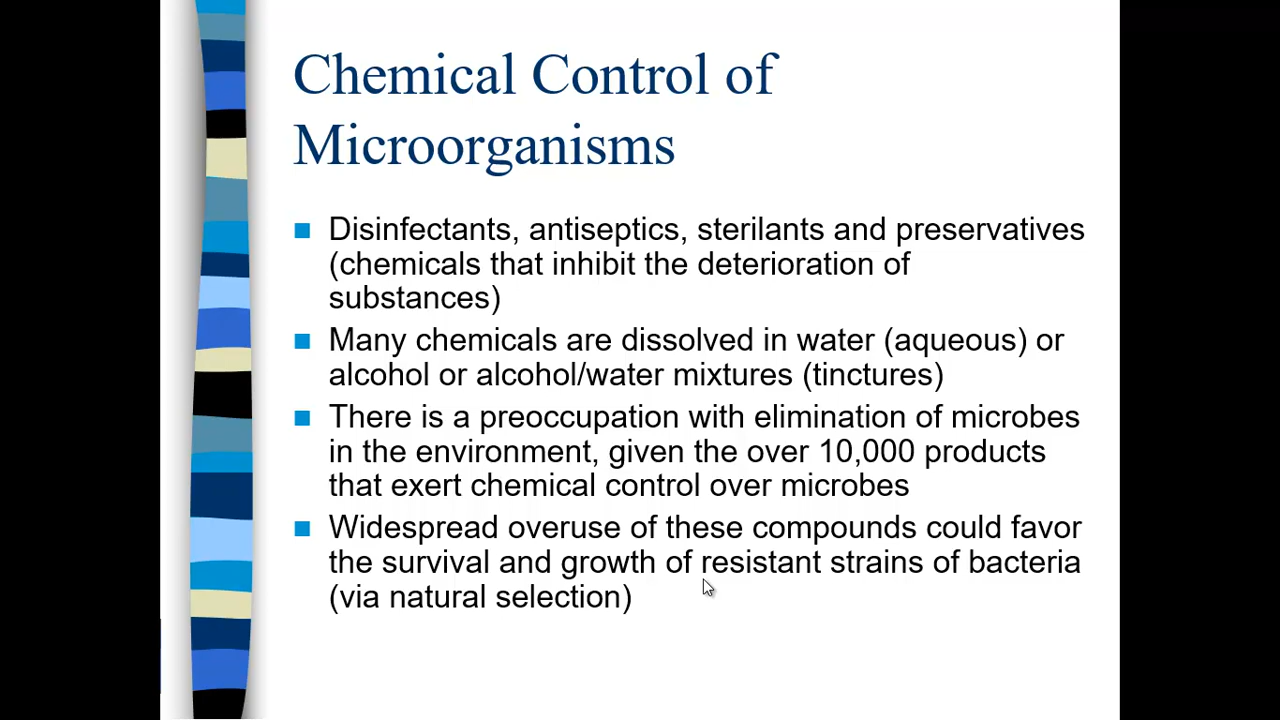 Chemical Control of
Microorganisms
Disinfectants, antiseptics, sterilants and preservatives
(chemicals that inhibit the deterioration of
substances)
Many chemicals are dissolved in water (aqueous) or
alcohol or alcohol/water mixtures (tinctures)
There is a preoccupation with elimination of microbes
in the environment, given the over 10,000 products
that exert chemical control over microbes
Widespread overuse of these compounds could favor
the survival and growth of resistant strains of bacteria
(via natural selection)